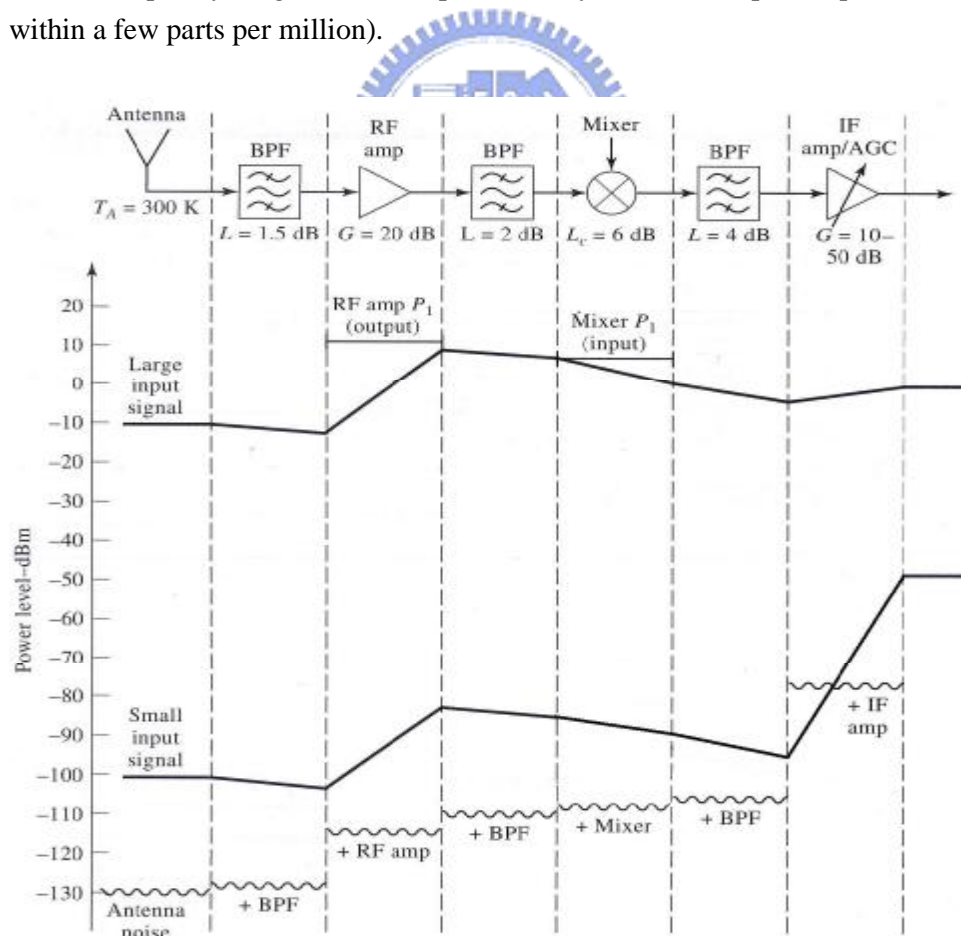 within a few parts per million).
Antenna
RF
amp
Mixer
IF
amp/AGC
BPF
BPF
BPF
T_A = 300 K
L = 1.5 dB
G = 20 dB
L = 2 dB
L_c = 6 dB
L = 4 dB
G = 10–
50 dB
RF amp P_1
(output)
Mixer P_1
(input)
Large
input
signal
Small
input
signal
Power level–dBm
20
10
0
–10
–20
–30
–40
–50
–60
–70
–80
–90
–100
–110
–120
–130
+ IF
amp
+ BPF
+ Mixer
+ BPF
+ RF amp
+ BPF
Antenna
noise